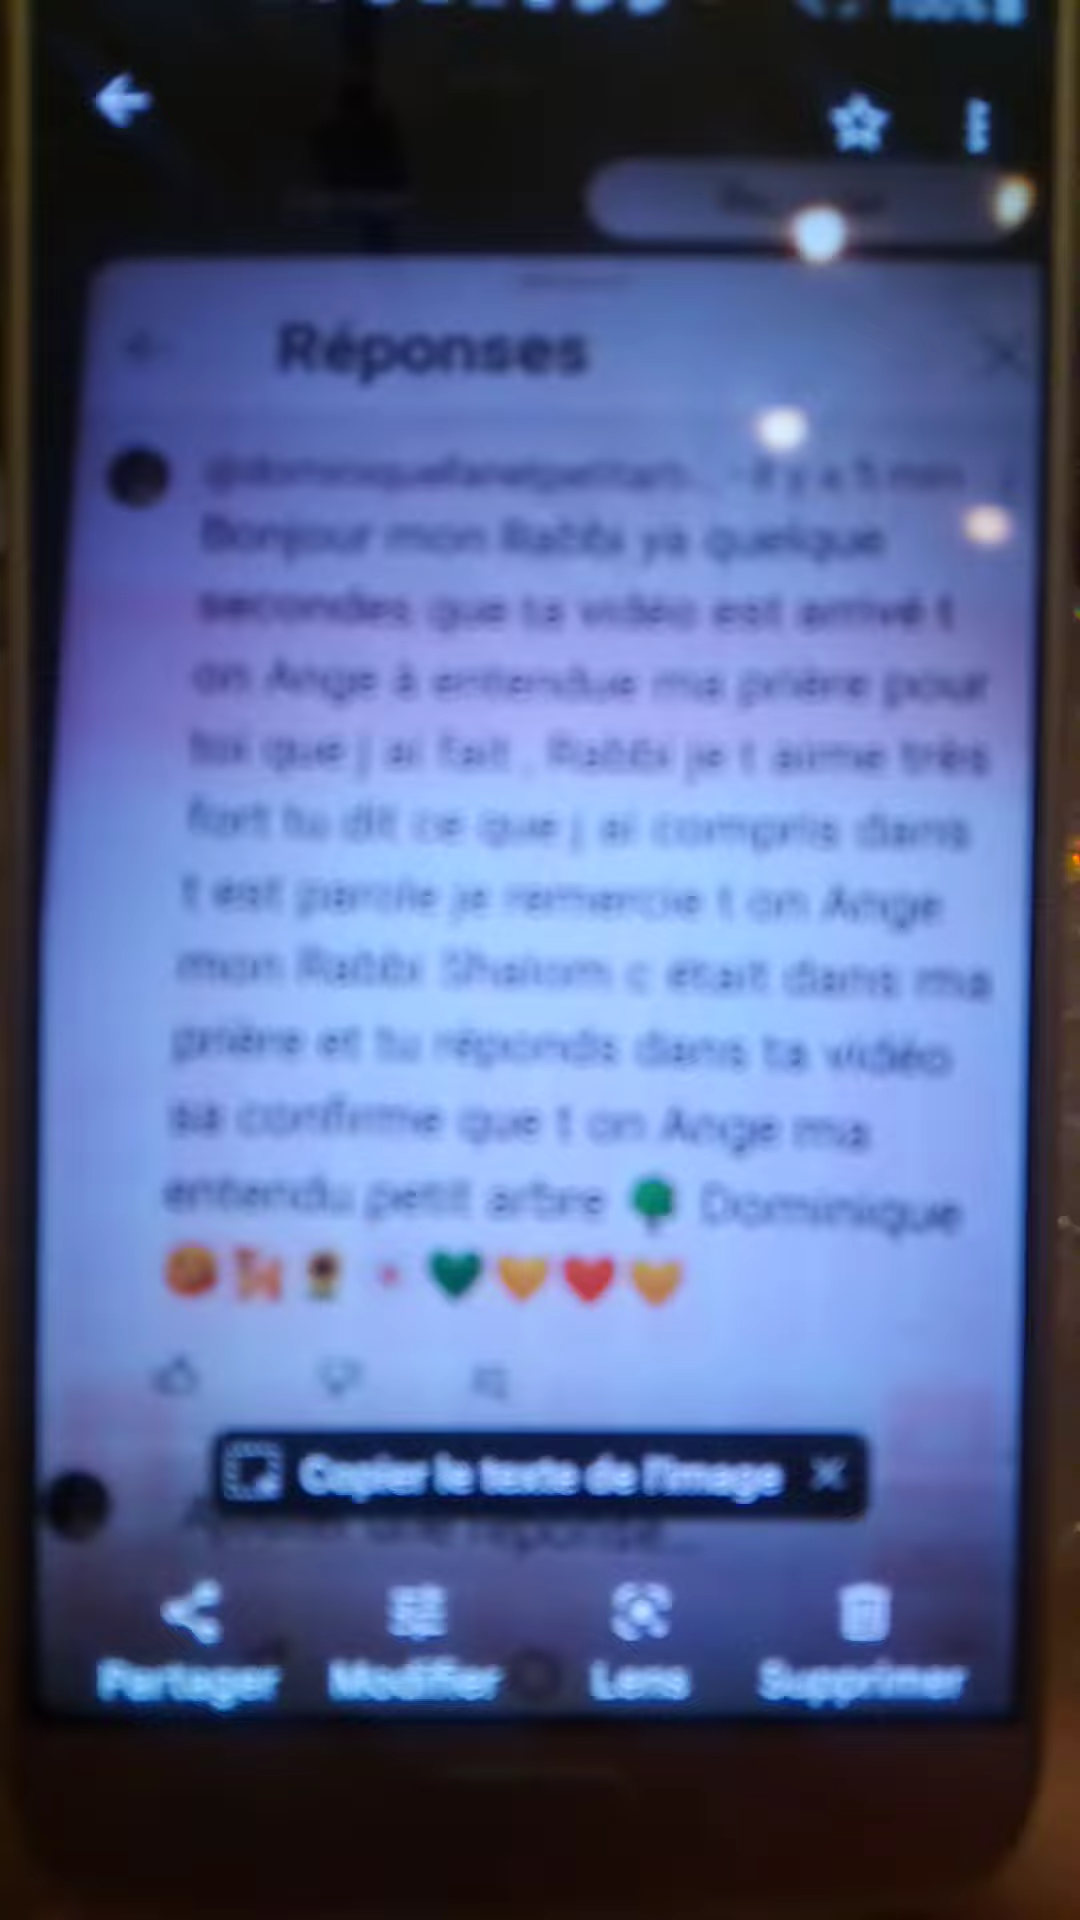 100%
Réponses
Bonjour mon Rabbi ya quelque
secondes que ta vidéo est arrivé t
on Ange à entendue ma prière pour
toi que j ai fait , Rabbi je t aime très
fort tu dit ce que j ai compris dans
t est parole je remercie t on Ange
mon Rabbi Shalom c était dans ma
prière et tu réponds dans ta vidéo
sa confirme que t on Ange ma
entendu petit arbre 🌳 Dominique
💚🧡❤️🧡
Copier le texte de l'image
une réponse...
Partager Modifier Lens Supprimer